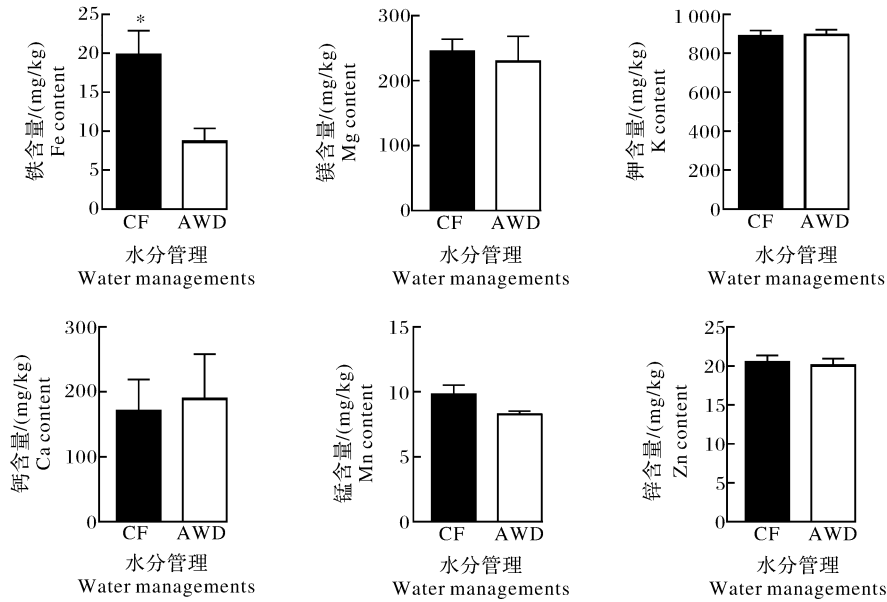 铁含量/(mg/kg)
Fe content
25
20
15
10
5
0
*
CF AWD
水分管理
Water managements
镁含量/(mg/kg)
Mg content
300
200
100
0
CF AWD
水分管理
Water managements
钾含量/(mg/kg)
K content
1 000
800
600
400
200
0
CF AWD
水分管理
Water managements
钙含量/(mg/kg)
Ca content
300
200
100
0
CF AWD
水分管理
Water managements
锰含量/(mg/kg)
Mn content
15
10
5
0
CF AWD
水分管理
Water managements
锌含量/(mg/kg)
Zn content
25
20
15
10
5
0
CF AWD
水分管理
Water managements